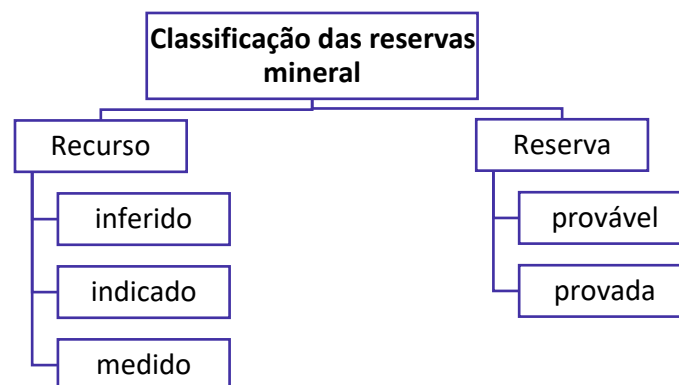 Classificação das reservas
mineral
Recurso
inferido
indicado
medido
Reserva
provável
provada